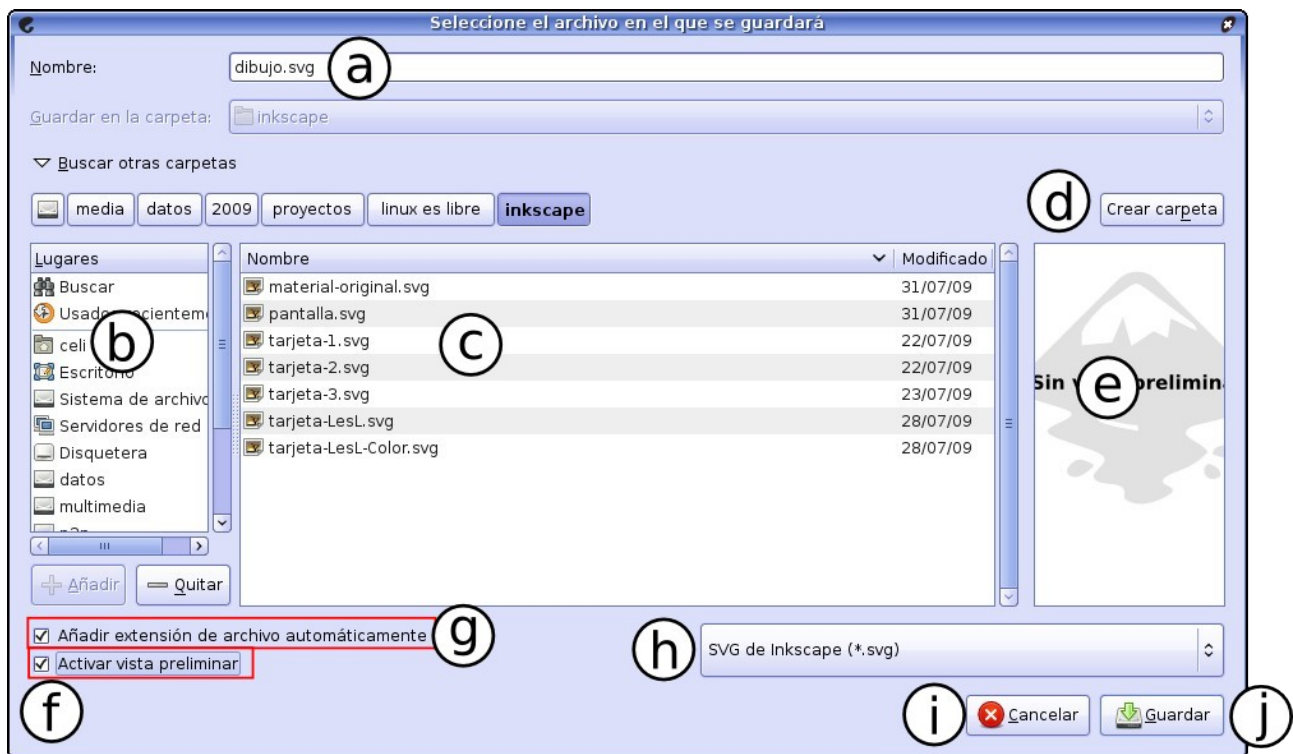 Seleccione el archivo en el que se guardará
Nombre: dibujo.svg a
Guardar en la carpeta: inkscape
Buscar otras carpetas
media datos 2009 proyectos linux es libre inkscape d Crear carpeta
Lugares Nombre Modificado
Buscar material-original.svg 31/07/09
pantalla.svg 31/07/09
celi b tarjeta-1.svg c 22/07/09
Escritorio tarjeta-2.svg 22/07/09
Sistema de archivo tarjeta-3.svg 23/07/09 Sin e prelimin
Servidores de red tarjeta-LesL.svg 28/07/09
Disquetera tarjeta-LesL-Color.svg 28/07/09
datos
multimedia
Añadir Quitar
Añadir extensión de archivo automáticamente g
Activar vista preliminar h SVG de Inkscape (*.svg)
f i Cancelar Guardar j